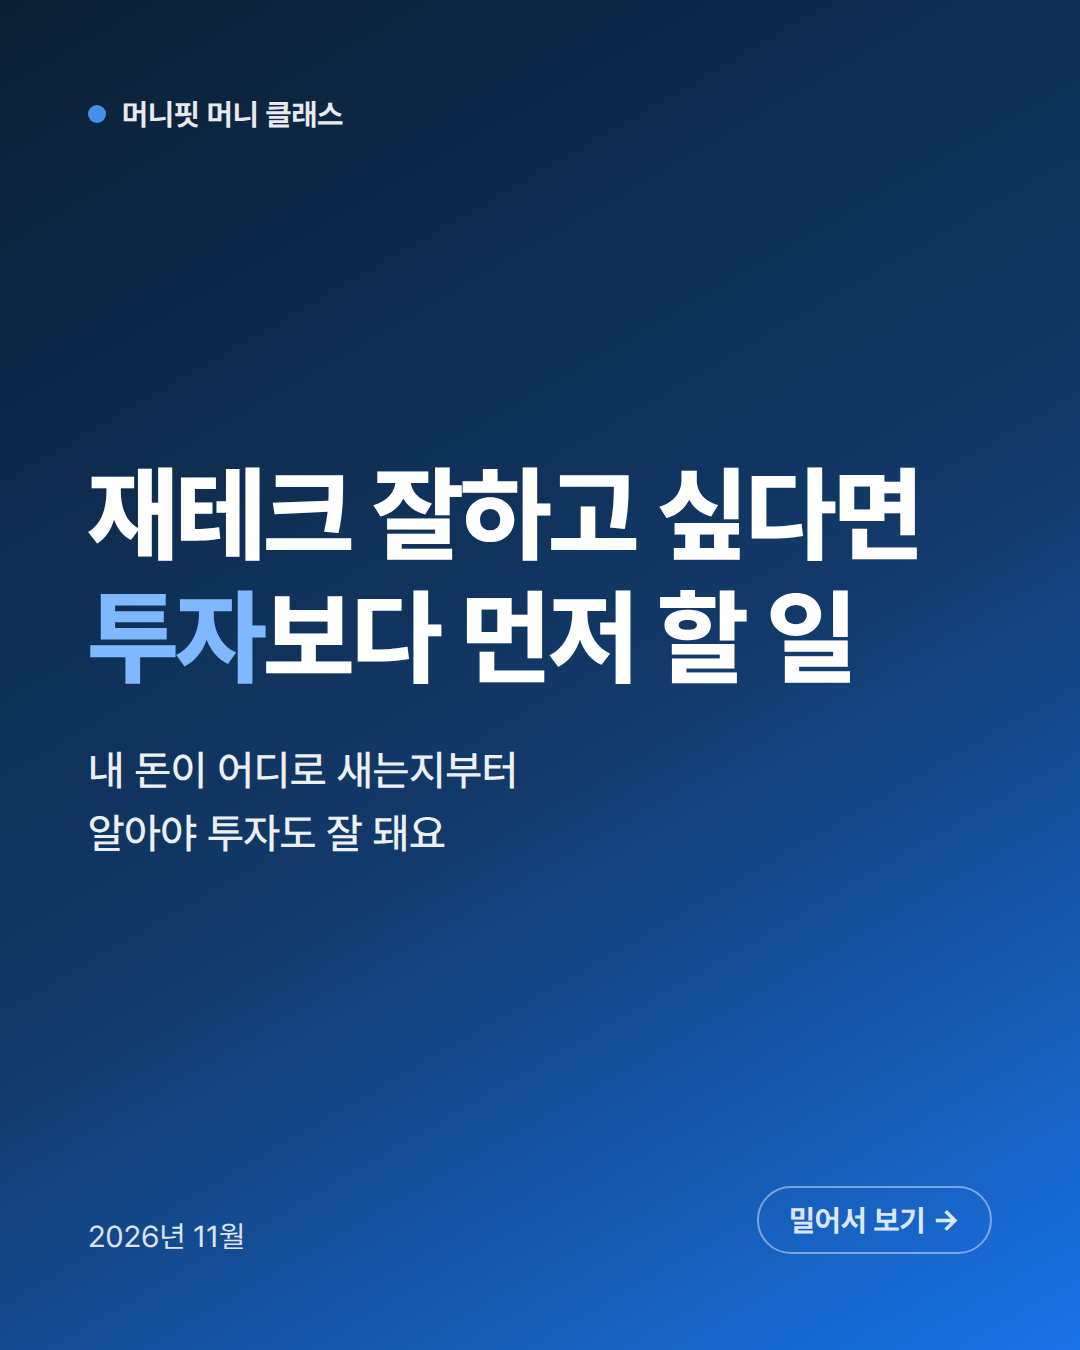 머니핏 머니 클래스
재테크 잘하고 싶다면
투자보다 먼저 할 일
내 돈이 어디로 새는지부터
알아야 투자도 잘 돼요
2026년 11월
밀어서 보기 →